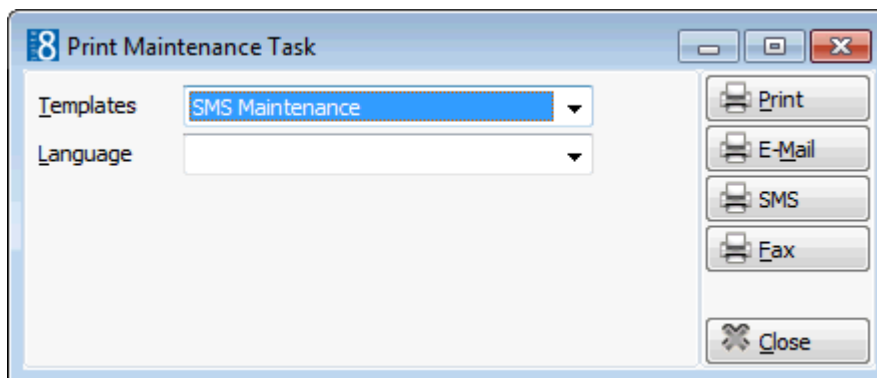 8 Print Maintenance Task
Templates SMS Maintenance
Language
Print
E-Mail
SMS
Fax
Close